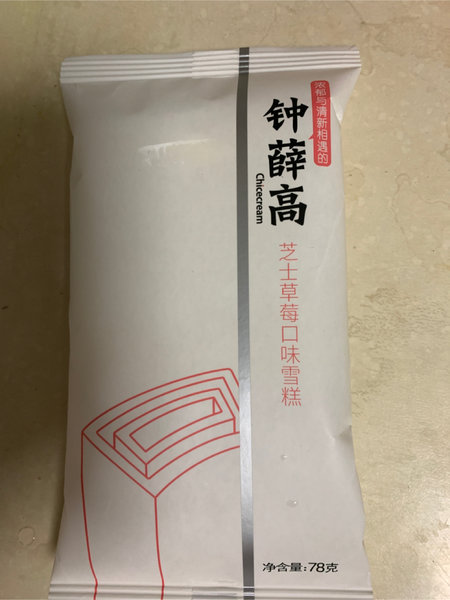 浓郁与清新相遇的
钟薛高
Chicecream
芝士草莓口味雪糕
净含量:78克